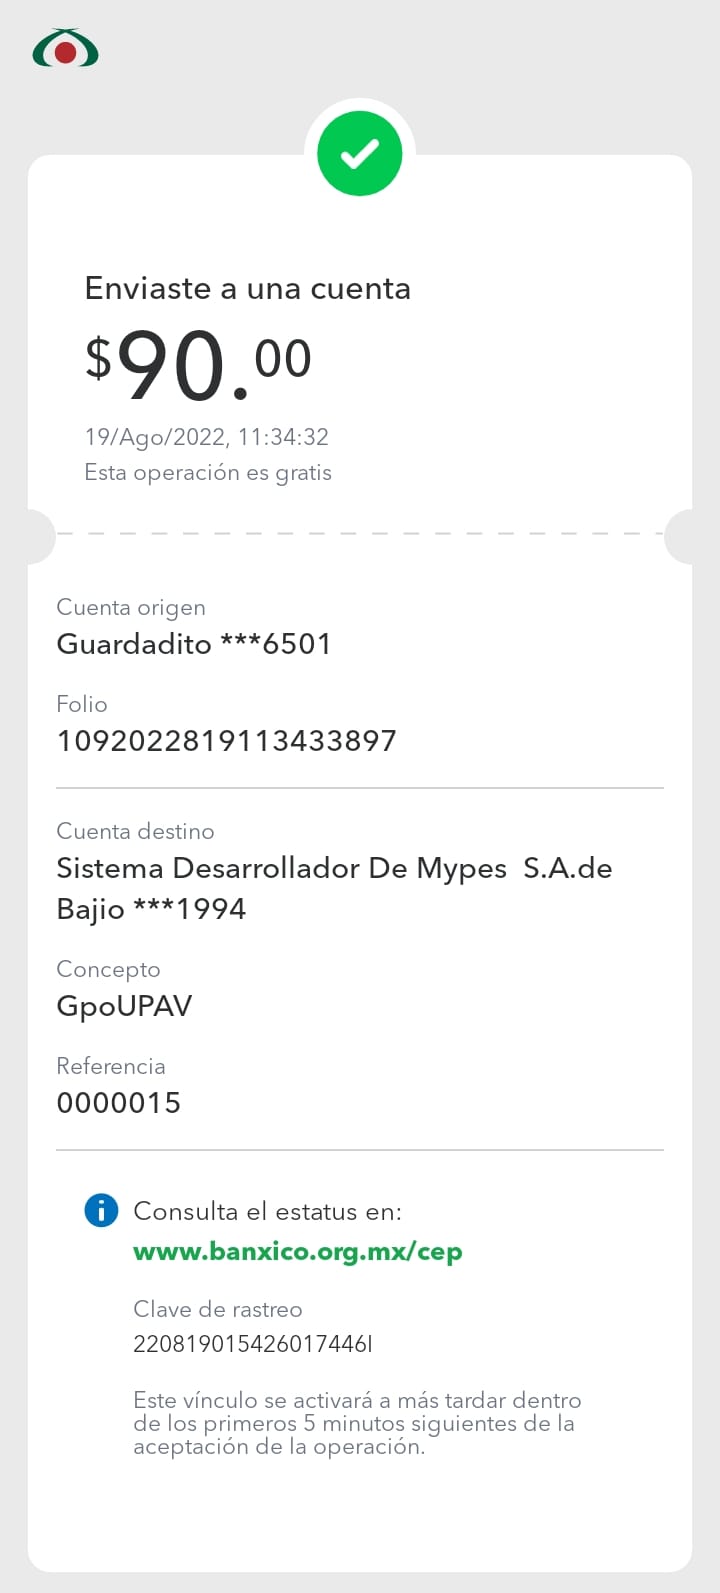 Enviaste a una cuenta
$90.00
19/Ago/2022, 11:34:32
Esta operación es gratis
Cuenta origen
Guardadito ***6501
Folio
1092022819113433897
Cuenta destino
Sistema Desarrollador De Mypes  S.A.de
Bajio ***1994
Concepto
GpoUPAV
Referencia
0000015
Consulta el estatus en:
www.banxico.org.mx/cep
Clave de rastreo
220819015426017446I
Este vínculo se activará a más tardar dentro
de los primeros 5 minutos siguientes de la
aceptación de la operación.